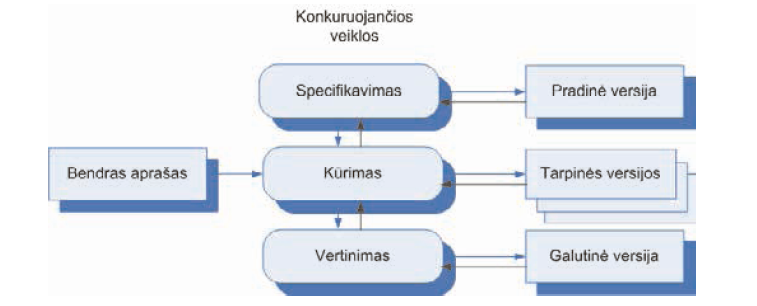 Konkuruojančios
veiklos
Specifikavimas
Pradinė versija
Bendras aprašas
Kūrimas
Tarpinės versijos
Vertinimas
Galutinė versija